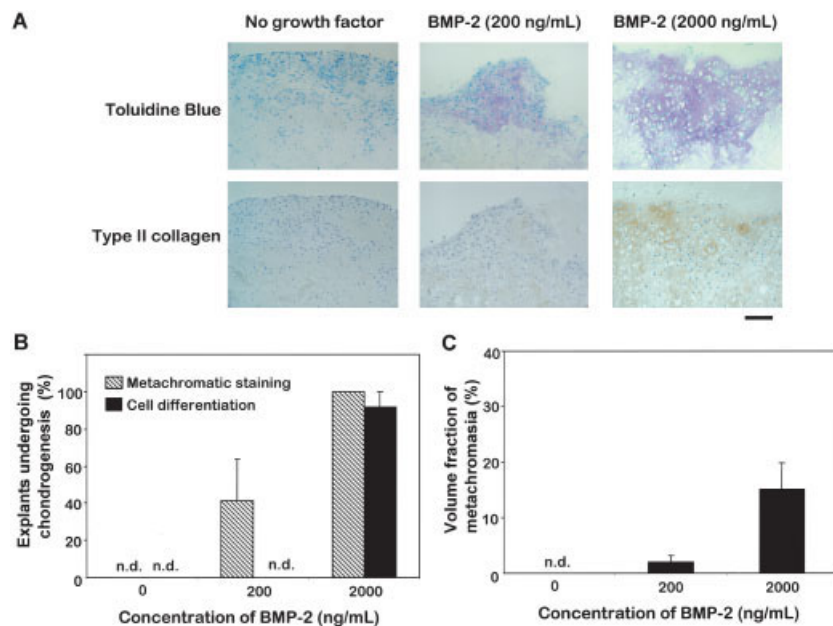 A
No growth factor
BMP-2 (200 ng/mL)
BMP-2 (2000 ng/mL)
Toluidine Blue
Type II collagen
B
Explants undergoing
chondrogenesis (%)
100
80
60
40
20
0
Metachromatic staining
Cell differentiation
n.d.
n.d.
n.d.
0
200
2000
Concentration of BMP-2 (ng/mL)
C
Volume fraction of
metachromasia (%)
40
30
20
10
0
n.d.
0
200
2000
Concentration of BMP-2 (ng/mL)